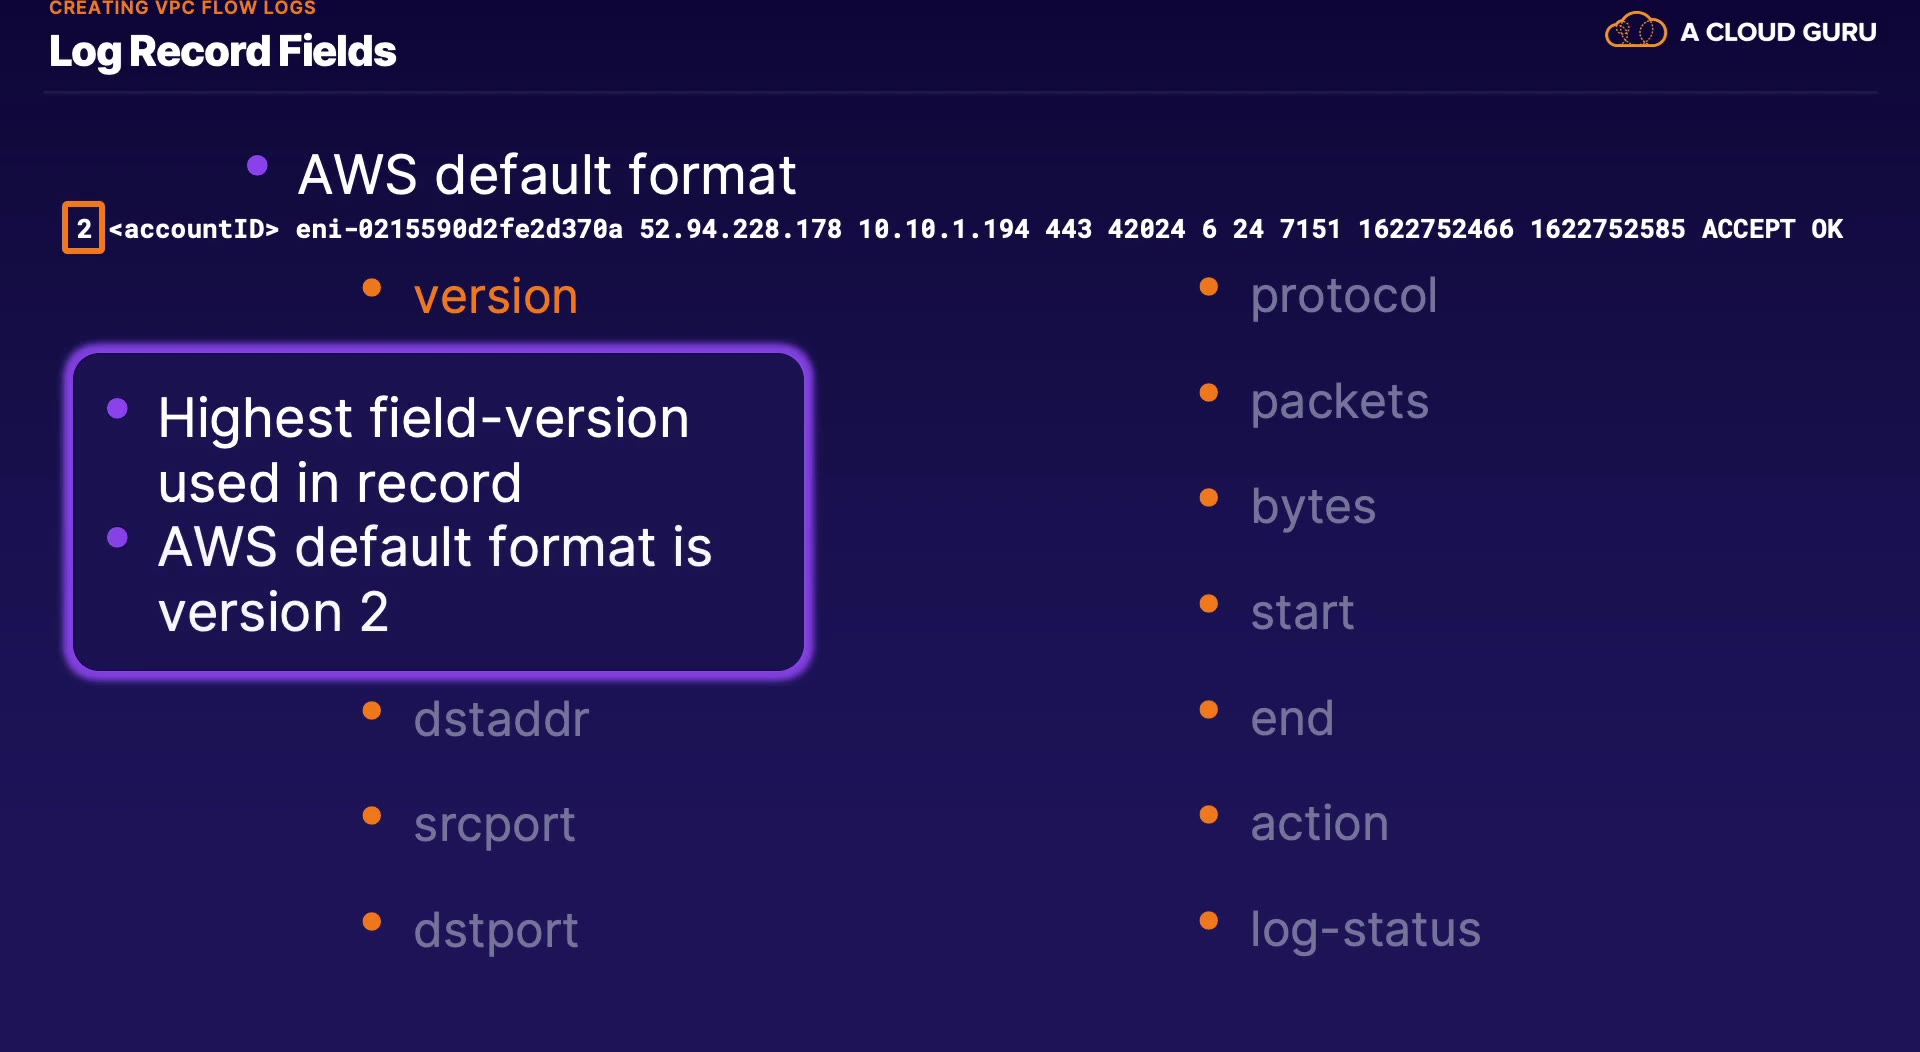 CREATING VPC FLOW LOGS
Log Record Fields
A CLOUD GURU
AWS default format
2 <accountID> eni-0215590d2fe2d370a 52.94.228.178 10.10.1.194 443 42024 6 24 7151 1622752466 1622752585 ACCEPT OK
version
Highest field-version
used in record
AWS default format is
version 2
dstaddr
srcport
dstport
protocol
packets
bytes
start
end
action
log-status